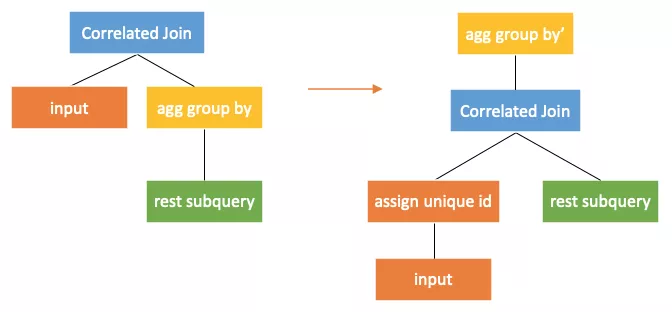 Correlated Join
input
agg group by
rest subquery
agg group by’
Correlated Join
assign unique id
rest subquery
input